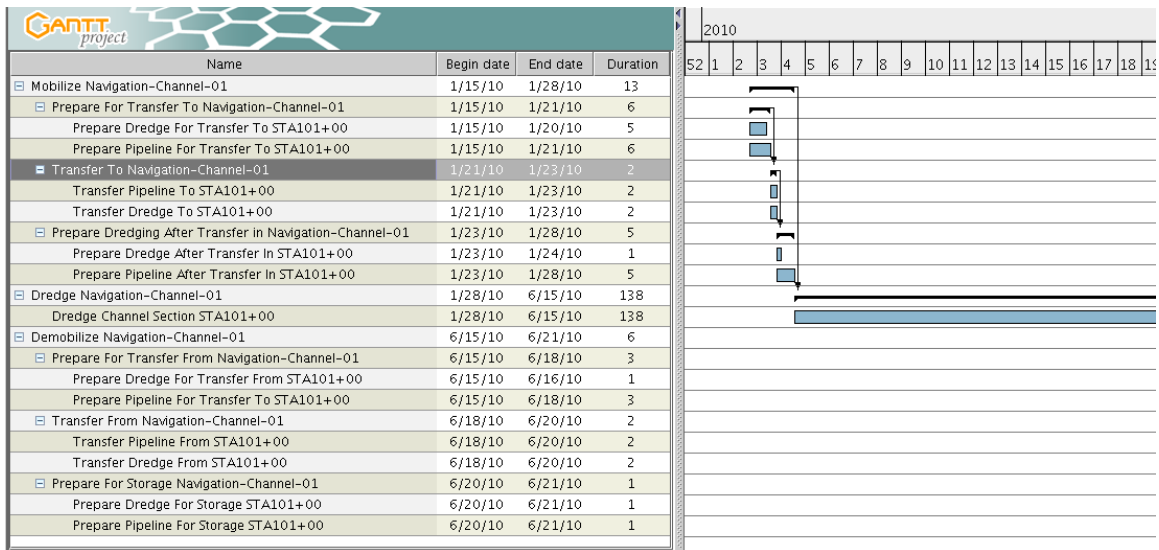 GANTT
project
2010
Name Begin date End date Duration
52 1 2 3 4 5 6 7 8 9 10 11 12 13 14 15 16 17 18 19
Mobilize Navigation-Channel-01 1/15/10 1/28/10 13
Prepare For Transfer To Navigation-Channel-01 1/15/10 1/21/10 6
Prepare Dredge For Transfer To STA101+00 1/15/10 1/20/10 5
Prepare Pipeline For Transfer To STA101+00 1/15/10 1/21/10 6
Transfer To Navigation-Channel-01 1/21/10 1/23/10 2
Transfer Pipeline To STA101+00 1/21/10 1/23/10 2
Transfer Dredge To STA101+00 1/21/10 1/23/10 2
Prepare Dredging After Transfer in Navigation-Channel-01 1/23/10 1/28/10 5
Prepare Dredge After Transfer In STA101+00 1/23/10 1/24/10 1
Prepare Pipeline After Transfer In STA101+00 1/23/10 1/28/10 5
Dredge Navigation-Channel-01 1/28/10 6/15/10 138
Dredge Channel Section STA101+00 1/28/10 6/15/10 138
Demobilize Navigation-Channel-01 6/15/10 6/21/10 6
Prepare For Transfer From Navigation-Channel-01 6/15/10 6/18/10 3
Prepare Dredge For Transfer From STA101+00 6/15/10 6/16/10 1
Prepare Pipeline For Transfer To STA101+00 6/15/10 6/18/10 3
Transfer From Navigation-Channel-01 6/18/10 6/20/10 2
Transfer Pipeline From STA101+00 6/18/10 6/20/10 2
Transfer Dredge From STA101+00 6/18/10 6/20/10 2
Prepare For Storage Navigation-Channel-01 6/20/10 6/21/10 1
Prepare Dredge For Storage STA101+00 6/20/10 6/21/10 1
Prepare Pipeline For Storage STA101+00 6/20/10 6/21/10 1